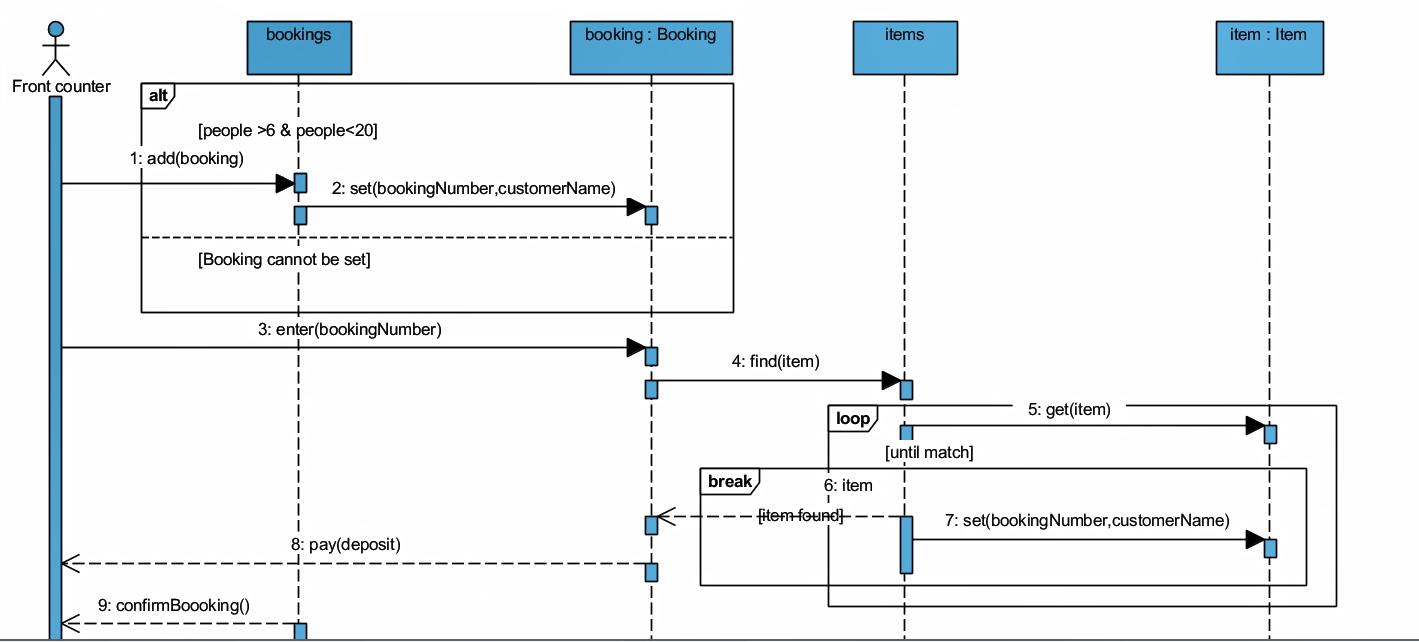 bookings
booking : Booking
items
item : Item
Front counter
alt
[people >6 & people<20]
1: add(booking)
2: set(bookingNumber,customerName)
[Booking cannot be set]
3: enter(bookingNumber)
4: find(item)
5: get(item)
loop
[until match]
break
6: item
[item found]
7: set(bookingNumber,customerName)
8: pay(deposit)
9: confirmBoooking()